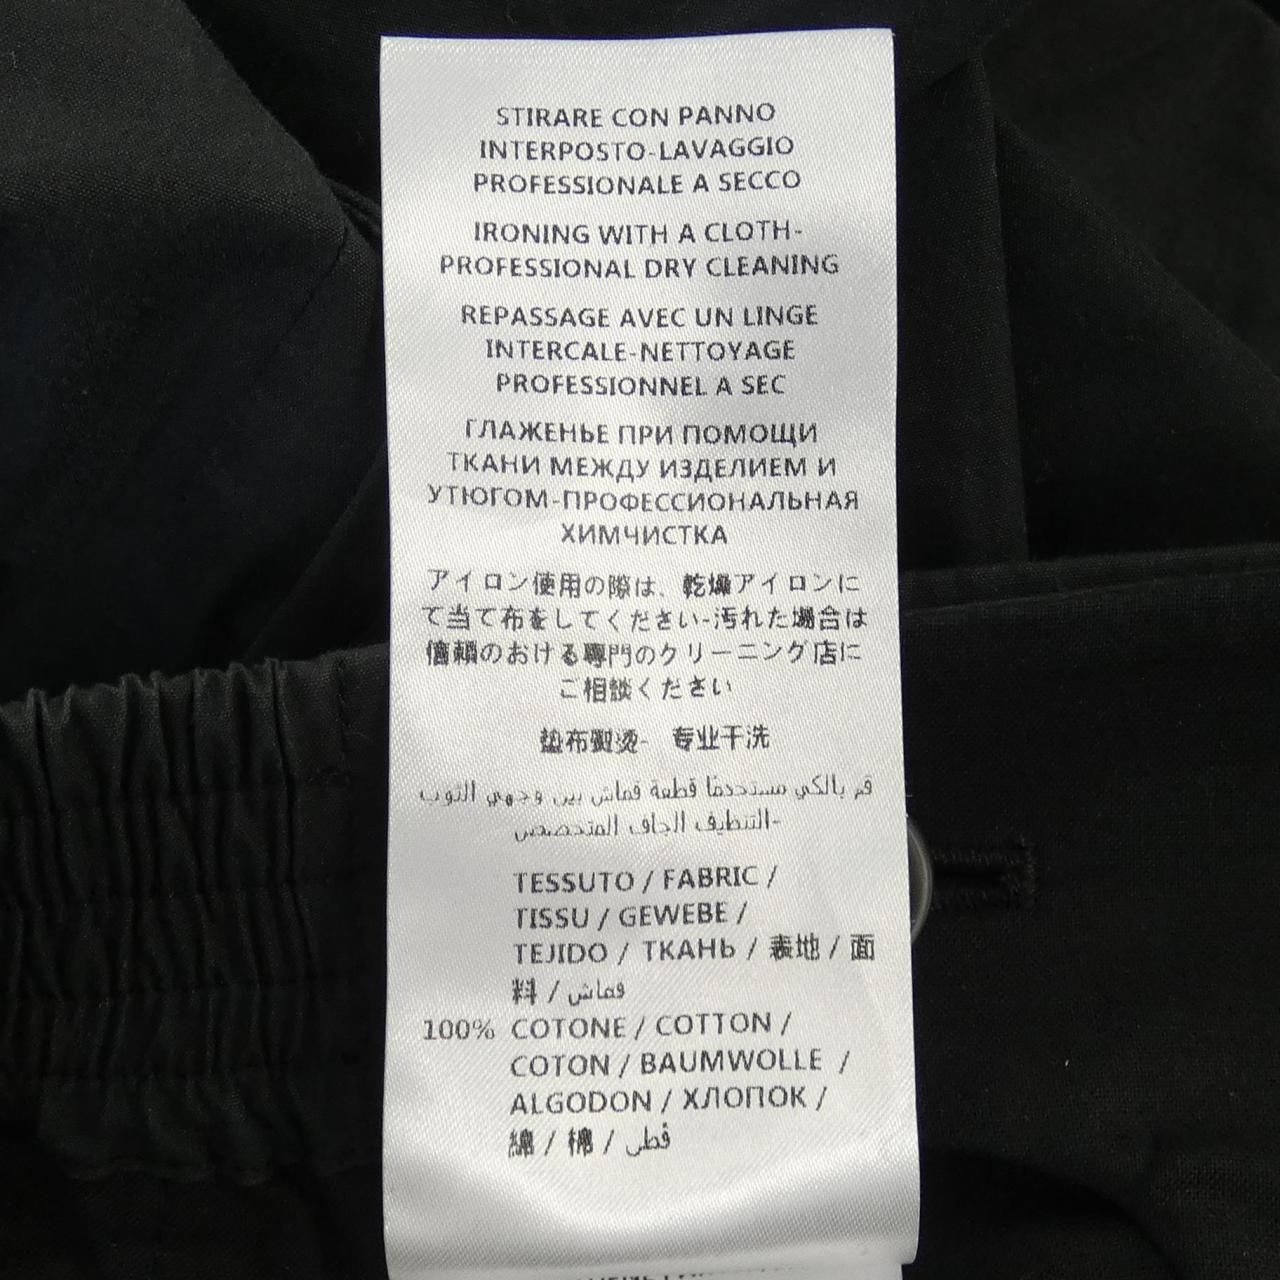 STIRARE CON PANNO
INTERPOSTO-LAVAGGIO
PROFESSIONALE A SECCO
IRONING WITH A CLOTH-
PROFESSIONAL DRY CLEANING
REPASSAGE AVEC UN LINGE
INTERCALE-NETTOYAGE
PROFESSIONNEL A SEC
ГЛАЖЕНЬЕ ПРИ ПОМОЩИ
ТКАНИ МЕЖДУ ИЗДЕЛИЕМ И
УТЮГОМ-ПРОФЕССИОНАЛЬНАЯ
ХИМЧИСТКА
アイロン使用の際は、乾燥アイロンに
て当て布をしてください-汚れた場合は
信頼のおける専門のクリーニング店に
ご相談ください
垫布熨烫- 专业干洗
قم بالكي مستخدمًا قطعة قماش بين وجهي الثوب
-التنظيف الجاف المتخصص
TESSUTO / FABRIC /
TISSU / GEWEBE /
TEJIDO / ТКАНЬ / 表地 / 面
料 / قماش
100% COTONE / COTTON /
COTON / BAUMWOLLE /
ALGODON / ХЛОПОК /
綿 / 棉 / قطن